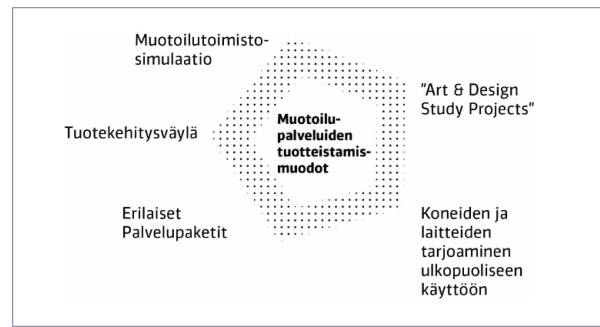 Muotoilutoimisto-
simulaatio
"Art & Design
Study Projects"
Muotoilu-
palveluiden
tuotteistamis-
muodot
Tuotekehitysväylä
Erilaiset
Palvelupaketit
Koneiden ja
laitteiden
tarjoaminen
ulkopuoliseen
käyttöön